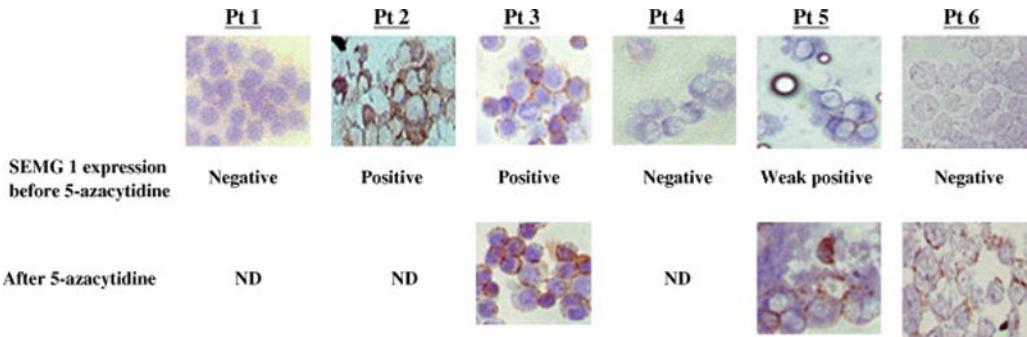 Pt 1 Pt 2 Pt 3 Pt 4 Pt 5 Pt 6
SEMG 1 expression
before 5-azacytidine
Negative Positive Positive Negative Weak positive Negative
After 5-azacytidine ND ND ND